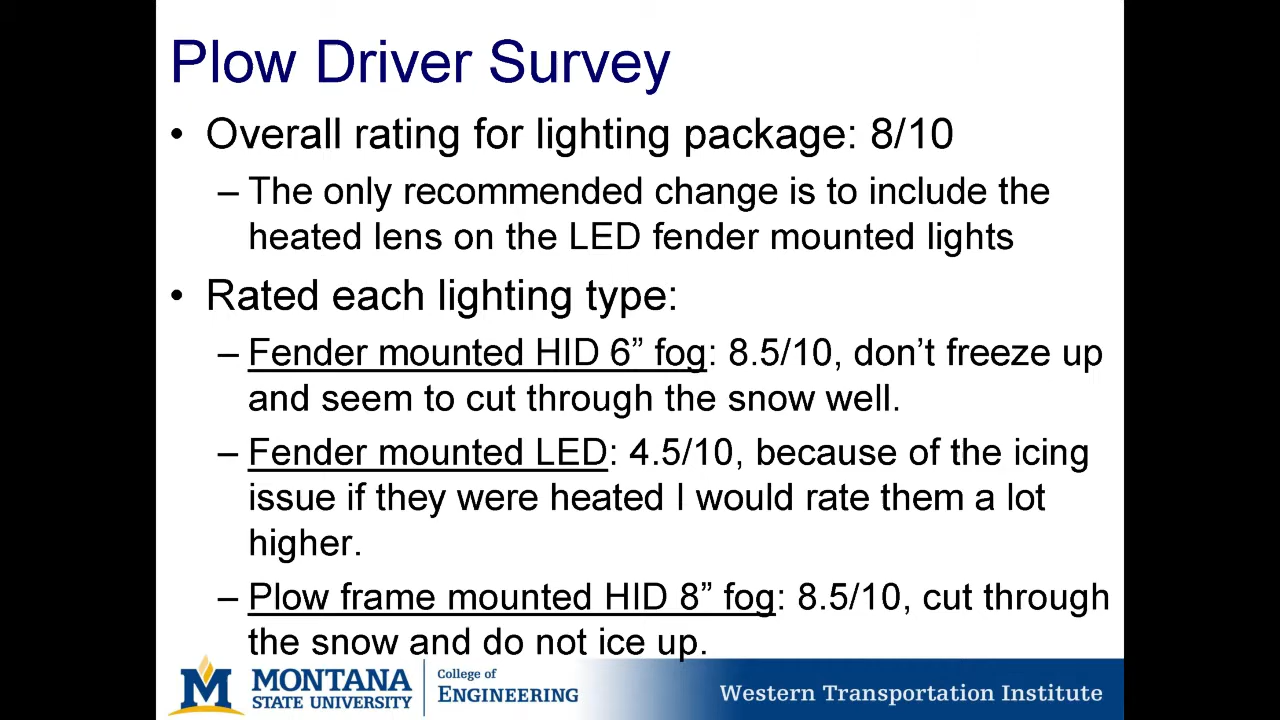 Plow Driver Survey
• Overall rating for lighting package: 8/10
– The only recommended change is to include the
heated lens on the LED fender mounted lights
• Rated each lighting type:
– Fender mounted HID 6” fog: 8.5/10, don’t freeze up
and seem to cut through the snow well.
– Fender mounted LED: 4.5/10, because of the icing
issue if they were heated I would rate them a lot
higher.
– Plow frame mounted HID 8” fog: 8.5/10, cut through
the snow and do not ice up.
M
MONTANA
STATE UNIVERSITY
College of
ENGINEERING
Western Transportation Institute